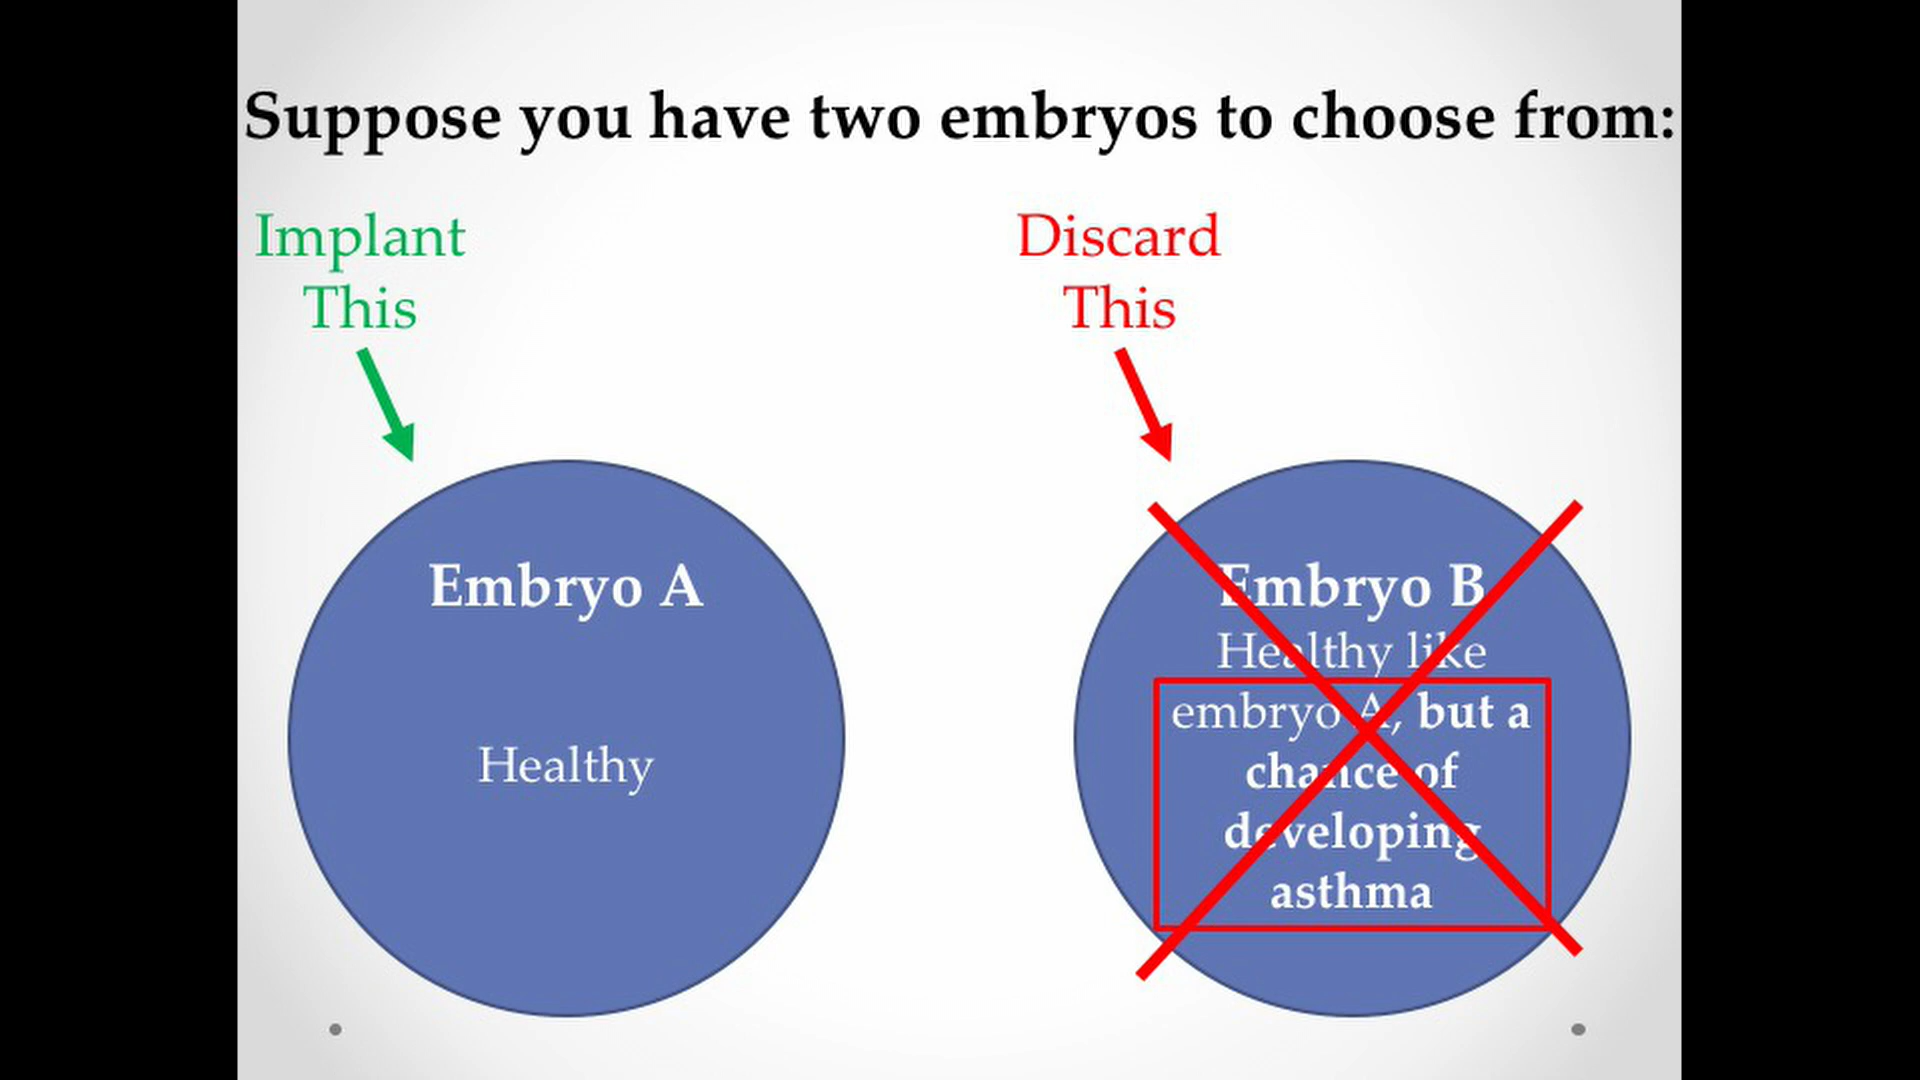 Suppose you have two embryos to choose from:
Implant
This
Discard
This
Embryo A
Healthy
Embryo B
Healthy like
embryo A, but a
chance of
developing
asthma